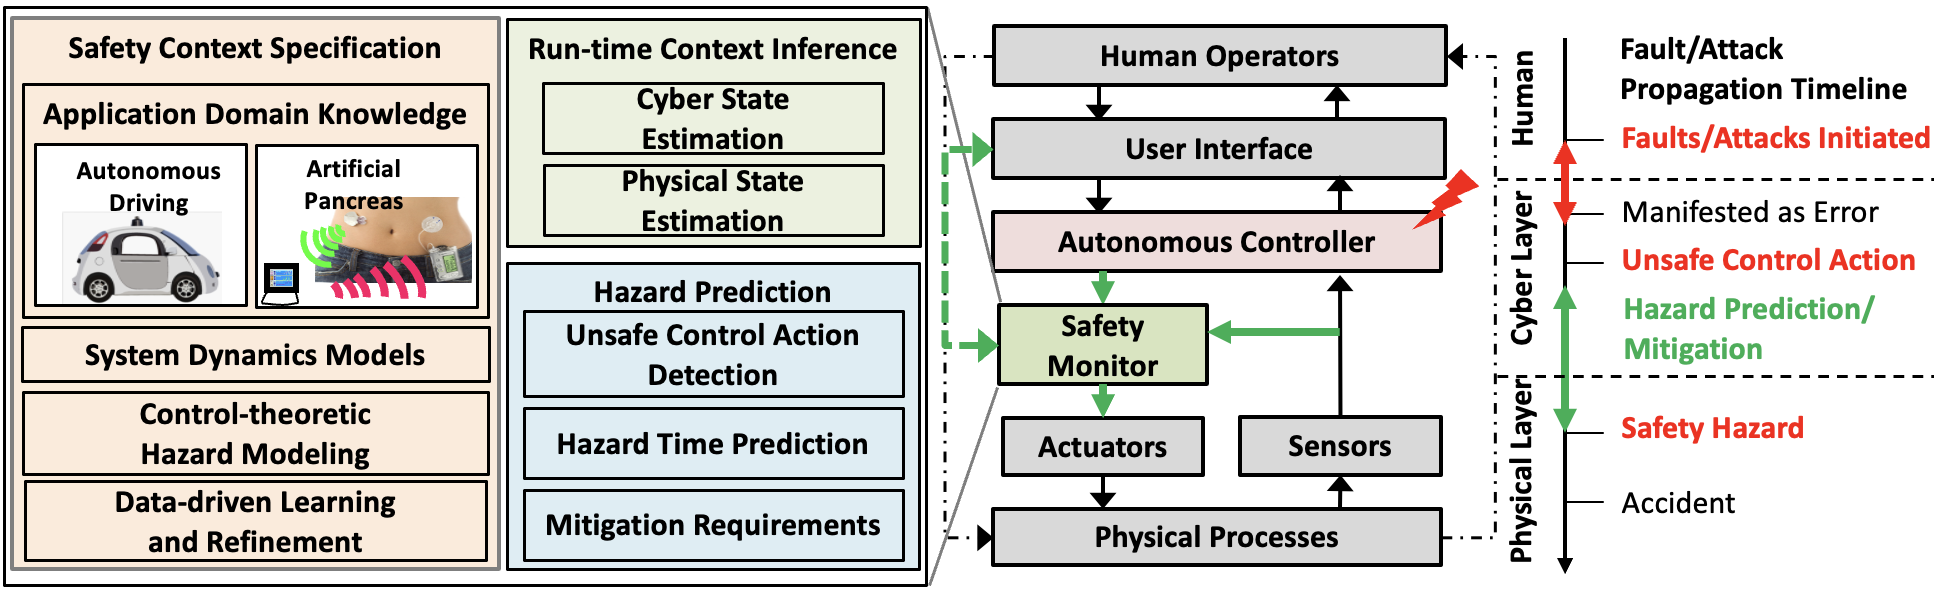 Safety Context Specification
Application Domain Knowledge
Autonomous
Driving
Artificial
Pancreas
System Dynamics Models
Control-theoretic
Hazard Modeling
Data-driven Learning
and Refinement
Run-time Context Inference
Cyber State
Estimation
Physical State
Estimation
Hazard Prediction
Unsafe Control Action
Detection
Hazard Time Prediction
Mitigation Requirements
Human Operators
User Interface
Autonomous Controller
Safety
Monitor
Actuators
Sensors
Physical Processes
Human
Cyber Layer
Physical Layer
Fault/Attack
Propagation Timeline
Faults/Attacks Initiated
Manifested as Error
Unsafe Control Action
Hazard Prediction/
Mitigation
Safety Hazard
Accident